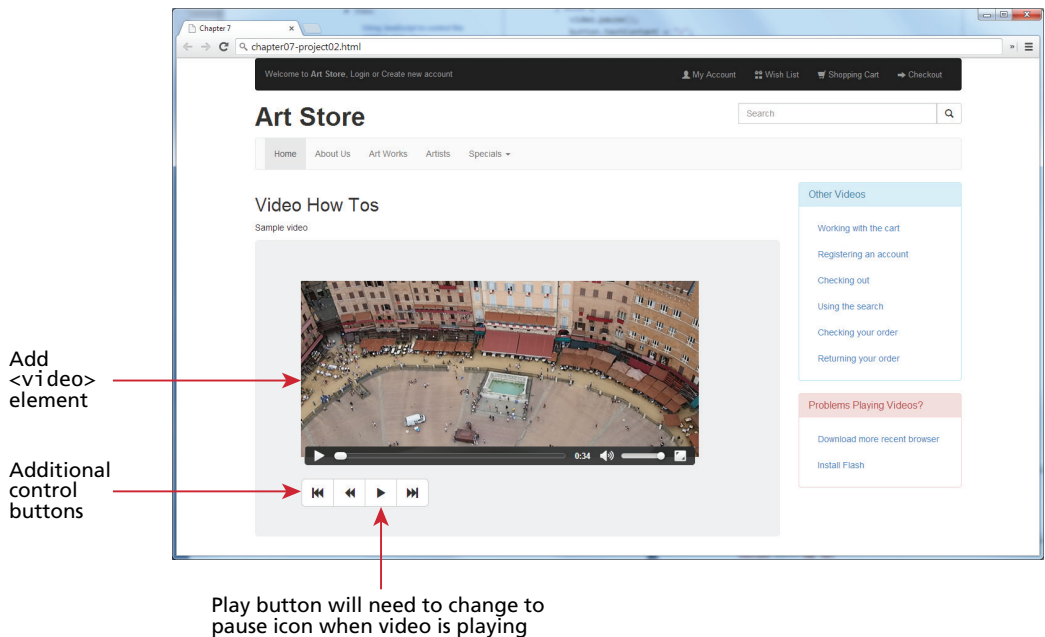 Chapter 7
chapter07-project02.html
Welcome to Art Store, Login or Create new account
My Account
Wish List
Shopping Cart
Checkout
Art Store
Search
Home
About Us
Art Works
Artists
Specials
Video How Tos
Sample video
0:34
Other Videos
Working with the cart
Registering an account
Checking out
Using the search
Checking your order
Returning your order
Problems Playing Videos?
Download more recent browser
Install Flash
Add
<video>
element
Additional
control
buttons
Play button will need to change to
pause icon when video is playing